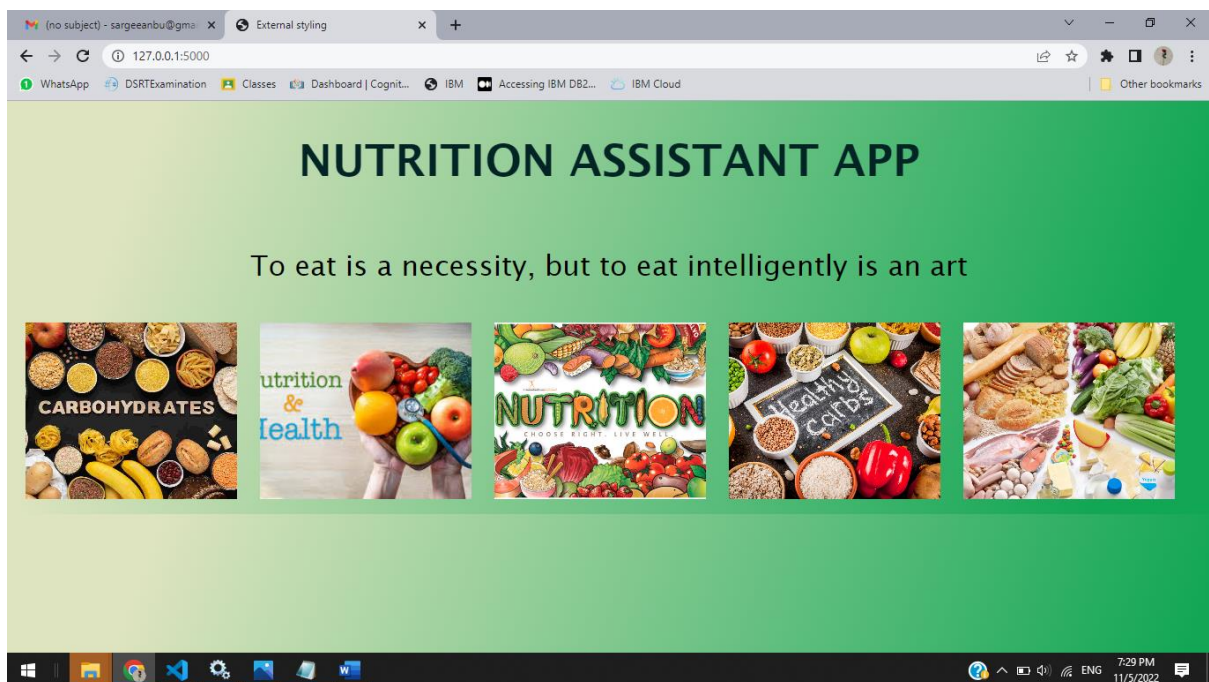 (no subject) - sargeeanbu@gmai
External styling
127.0.0.1:5000
WhatsApp
DSRTExamination
Classes
Dashboard | Cognit...
IBM
Accessing IBM DB2...
IBM Cloud
Other bookmarks
NUTRITION ASSISTANT APP
To eat is a necessity, but to eat intelligently is an art
CARBOHYDRATES
utrition
&
Health
NUTRITION
CHOOSE RIGHT. LIVE WELL.
Healthy
Carbs
ENG
7:29 PM
11/5/2022